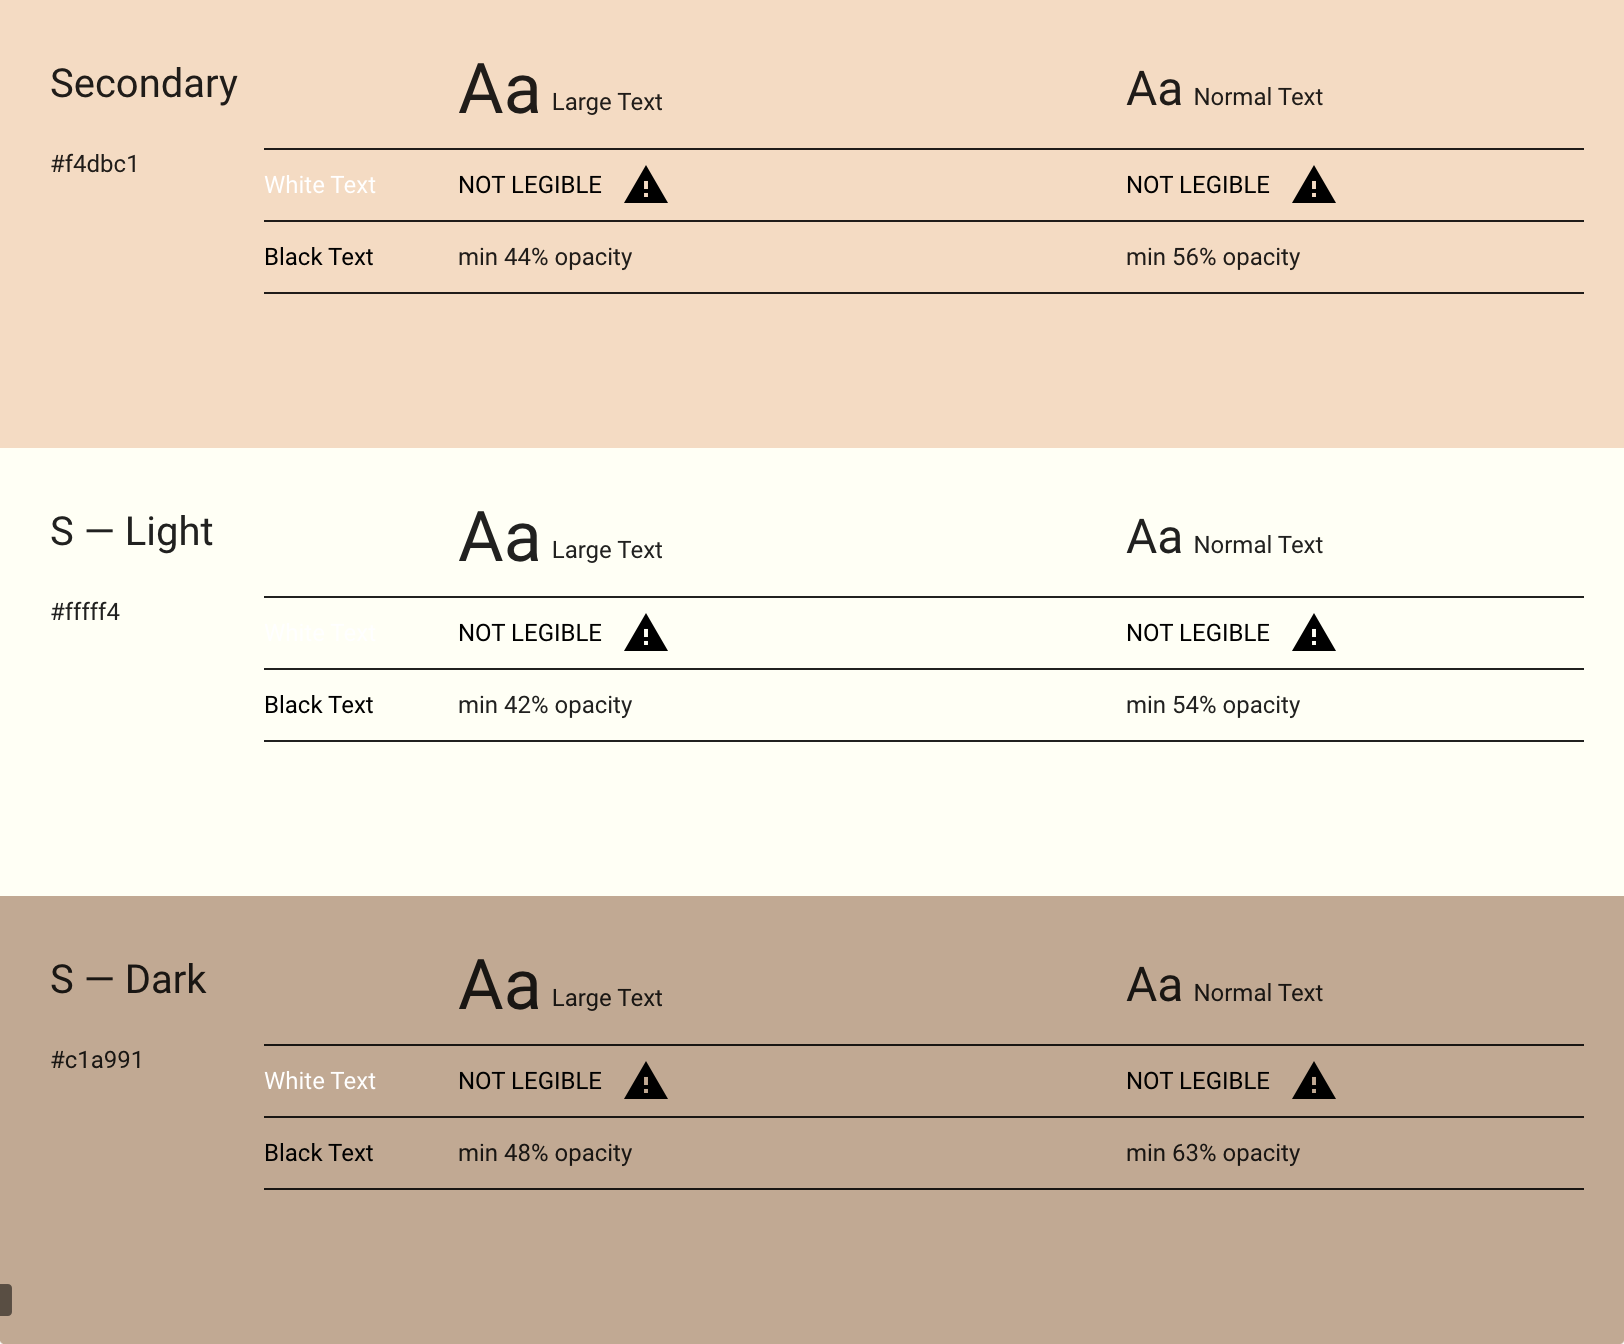 Secondary
Aa Large Text
Aa Normal Text
#f4dbc1
White Text NOT LEGIBLE NOT LEGIBLE
Black Text min 44% opacity min 56% opacity
S — Light
Aa Large Text
Aa Normal Text
#fffff4
NOT LEGIBLE NOT LEGIBLE
Black Text min 42% opacity min 54% opacity
S — Dark
Aa Large Text
Aa Normal Text
#c1a991
White Text NOT LEGIBLE NOT LEGIBLE
Black Text min 48% opacity min 63% opacity